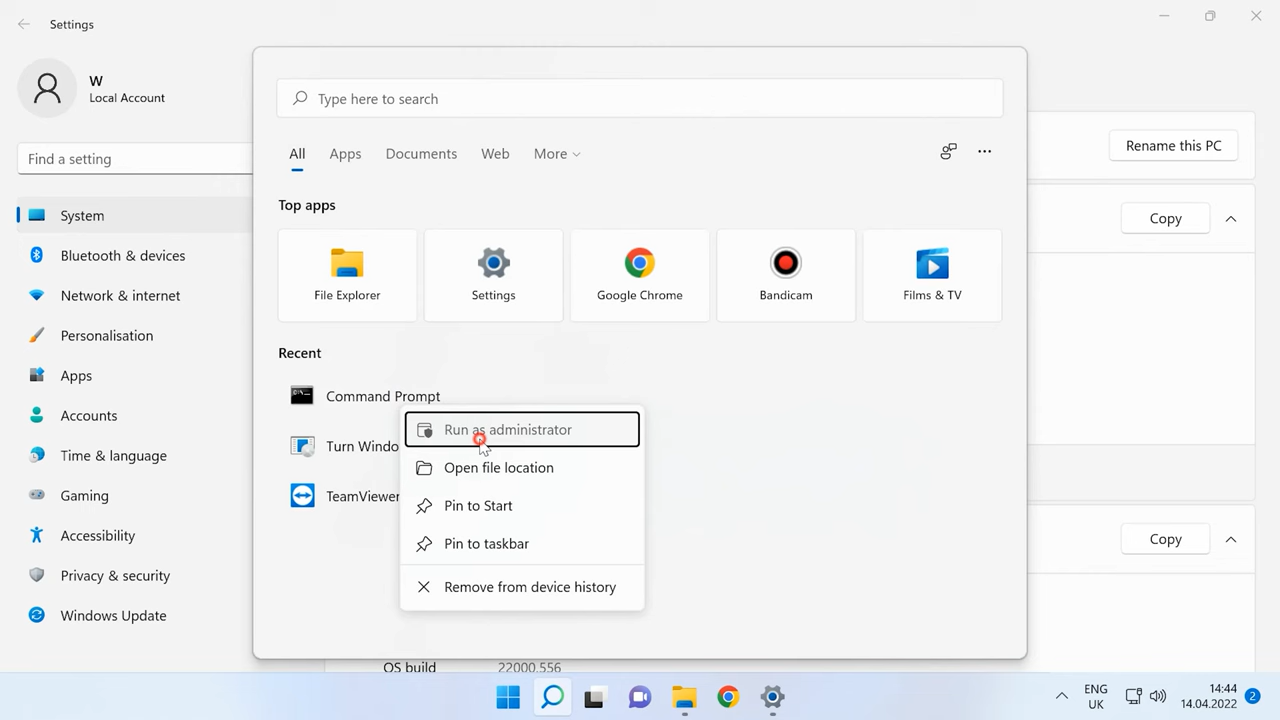 Settings
W
Local Account
Find a setting
System
Bluetooth & devices
Network & internet
Personalisation
Apps
Accounts
Time & language
Gaming
Accessibility
Privacy & security
Windows Update
Type here to search
All Apps Documents Web More
Top apps
File Explorer
Settings
Google Chrome
Bandicam
Films & TV
Recent
Command Prompt
Turn Windo
TeamViewer
Run as administrator
Open file location
Pin to Start
Pin to taskbar
Remove from device history
Rename this PC
Copy
Copy
OS build 22000.556
ENG
UK
14:44
14.04.2022
2